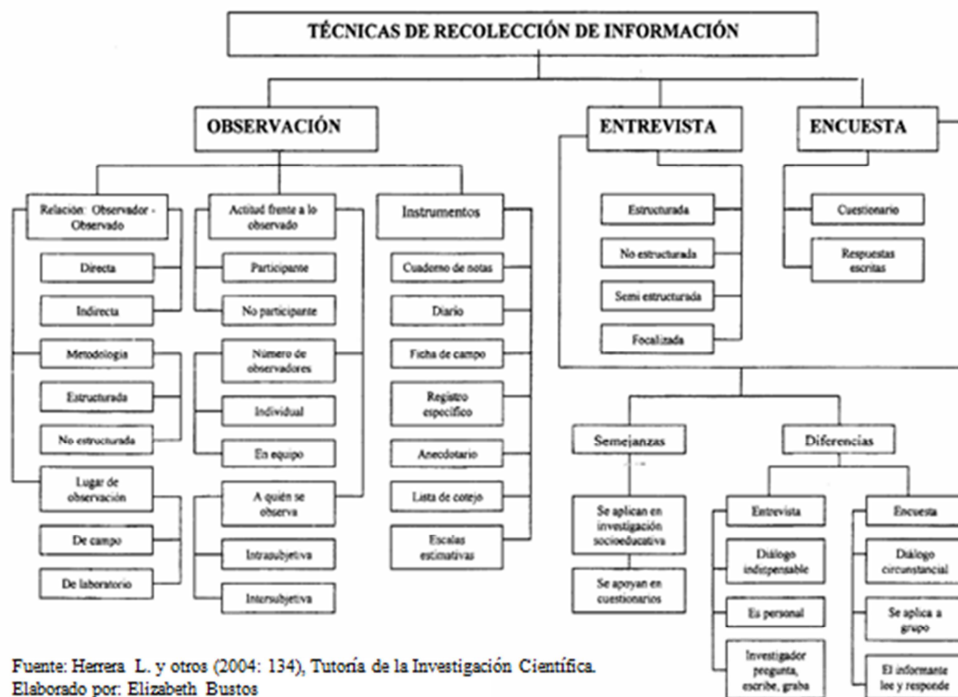 TÉCNICAS DE RECOLECCIÓN DE INFORMACIÓN
OBSERVACIÓN
Relación: Observador -
Observado
Directa
Indirecta
Metodología
Estructurada
No estructurada
Lugar de
observación
De campo
De laboratorio
Actitud frente a lo
observado
Participante
No participante
Número de
observadores
Individual
En equipo
A quién se
observa
Intrasubjetiva
Intersubjetiva
Instrumentos
Cuaderno de notas
Diario
Ficha de campo
Registro
específico
Anecdotario
Lista de cotejo
Escalas
estimativas
ENTREVISTA
Estructurada
No estructurada
Semi estructurada
Focalizada
ENCUESTA
Cuestionario
Respuestas
escritas
Semejanzas
Se aplican en
investigación
socioeducativa
Se apoyan en
cuestionarios
Diferencias
Entrevista
Diálogo
indispensable
Es personal
Investigador
pregunta,
escribe, graba
Encuesta
Diálogo
circunstancial
Se aplica a
grupo
El informante
lee y responde
Fuente: Herrera L. y otros (2004: 134), Tutoría de la Investigación Científica.
Elaborado por: Elizabeth Bustos